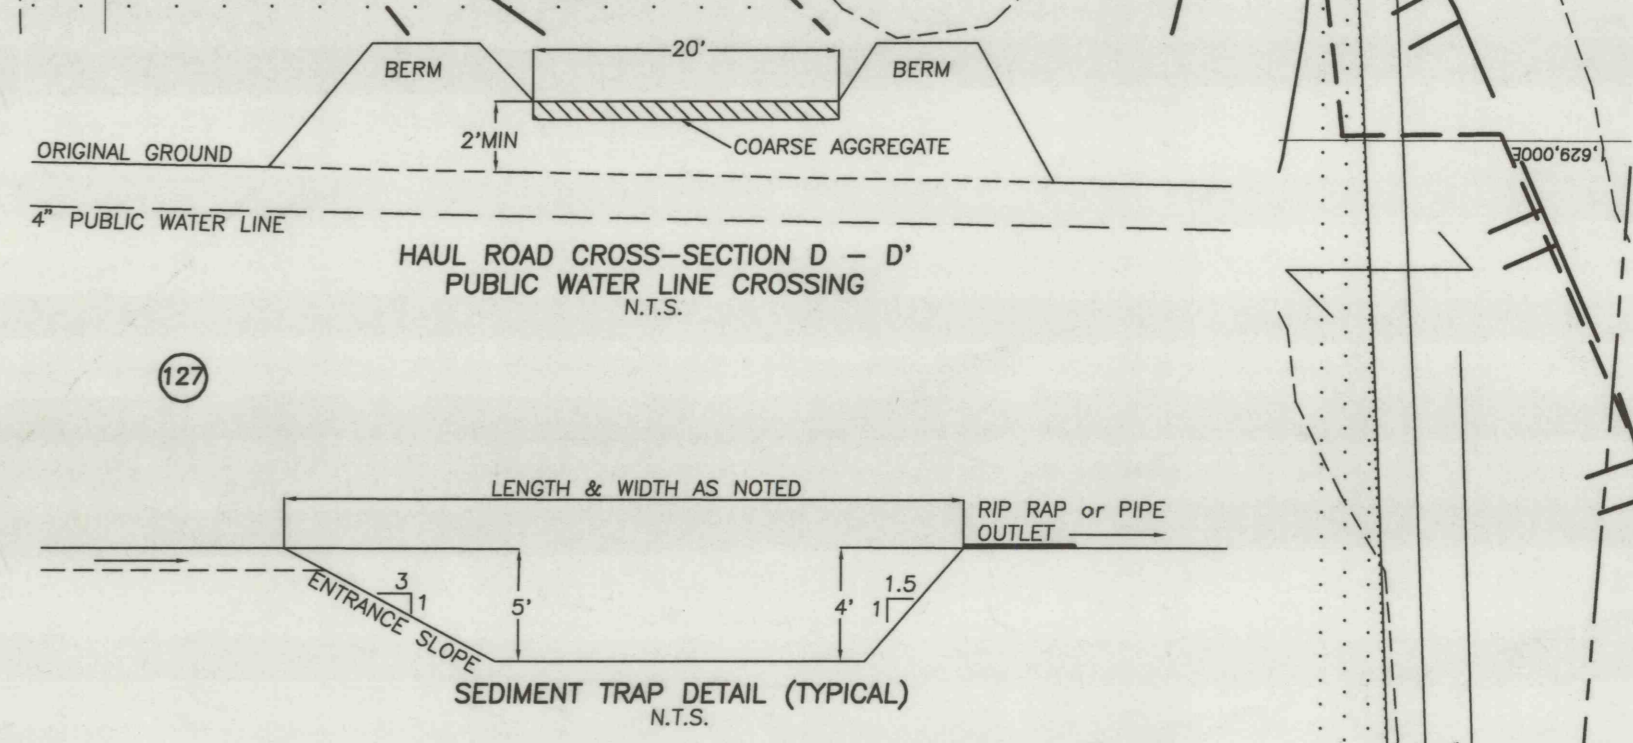 20'
BERM
BERM
2'MIN
COARSE AGGREGATE
ORIGINAL GROUND
4" PUBLIC WATER LINE
HAUL ROAD CROSS-SECTION D - D'
PUBLIC WATER LINE CROSSING
N.T.S.
,629,000E
127
LENGTH & WIDTH AS NOTED
RIP RAP or PIPE
OUTLET
ENTRANCE SLOPE
3
1
5'
4'
1.5
1
SEDIMENT TRAP DETAIL (TYPICAL)
N.T.S.